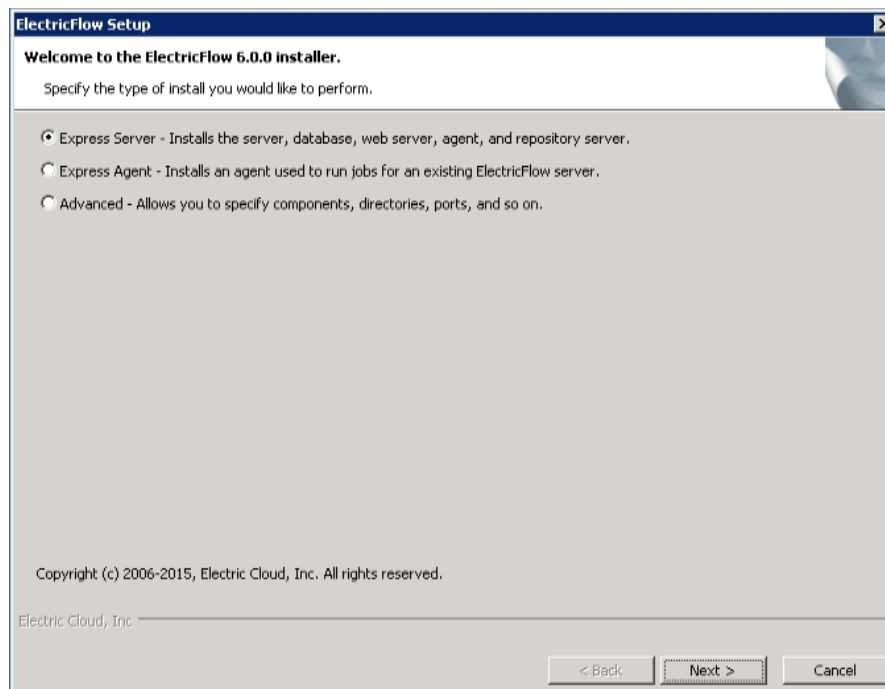 ElectricFlow Setup
Welcome to the ElectricFlow 6.0.0 installer.
Specify the type of install you would like to perform.
Express Server - Installs the server, database, web server, agent, and repository server.
Express Agent - Installs an agent used to run jobs for an existing ElectricFlow server.
Advanced - Allows you to specify components, directories, ports, and so on.
Copyright (c) 2006-2015, Electric Cloud, Inc. All rights reserved.
Electric Cloud, Inc
< Back Next > Cancel